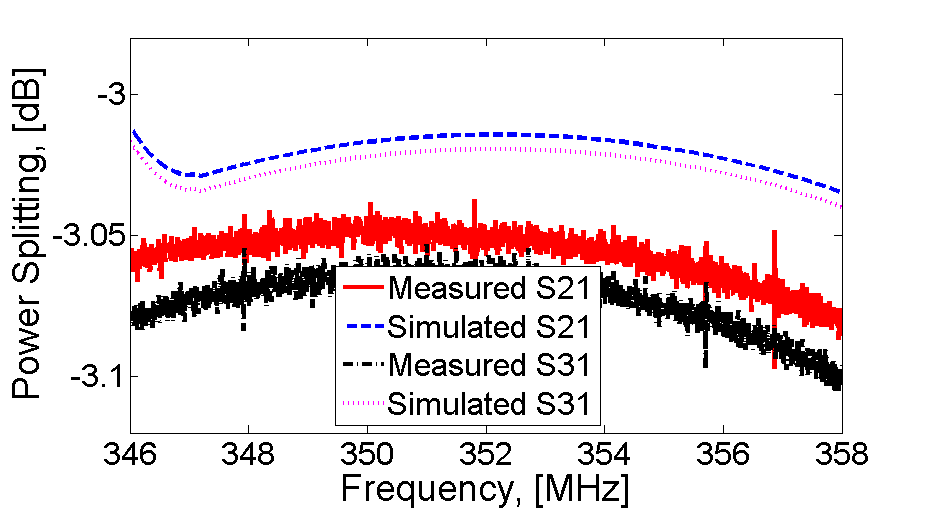 Power Splitting, [dB]
-3
-3.05
-3.1
Measured S21
Simulated S21
Measured S31
Simulated S31
346 348 350 352 354 356 358
Frequency, [MHz]